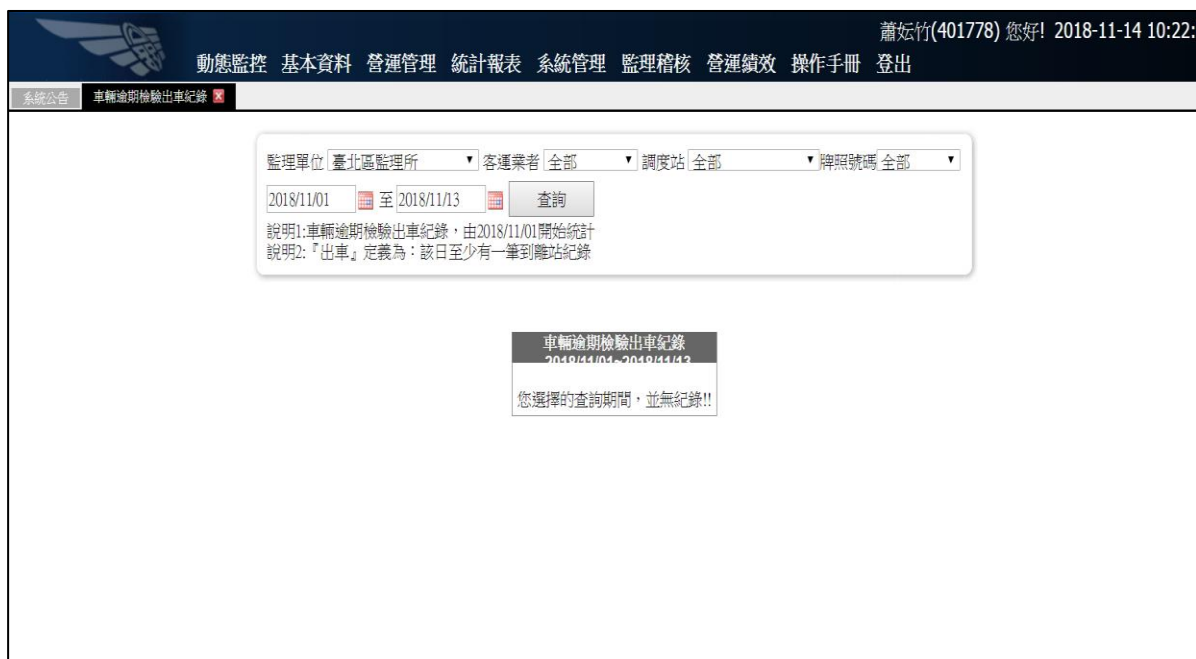 蕭妘竹(401778) 您好! 2018-11-14 10:22:
動態監控 基本資料 營運管理 統計報表 系統管理 監理稽核 營運績效 操作手冊 登出
系統公告 車輛逾期檢驗出車紀錄
監理單位 臺北區監理所 客運業者 全部 調度站 全部 牌照號碼 全部
2018/11/01 至 2018/11/13 查詢
說明1:車輛逾期檢驗出車紀錄，由2018/11/01開始統計
說明2:『出車』定義為：該日至少有一筆到離站紀錄
車輛逾期檢驗出車紀錄
2018/11/01~2018/11/13
您選擇的查詢期間，並無紀錄!!